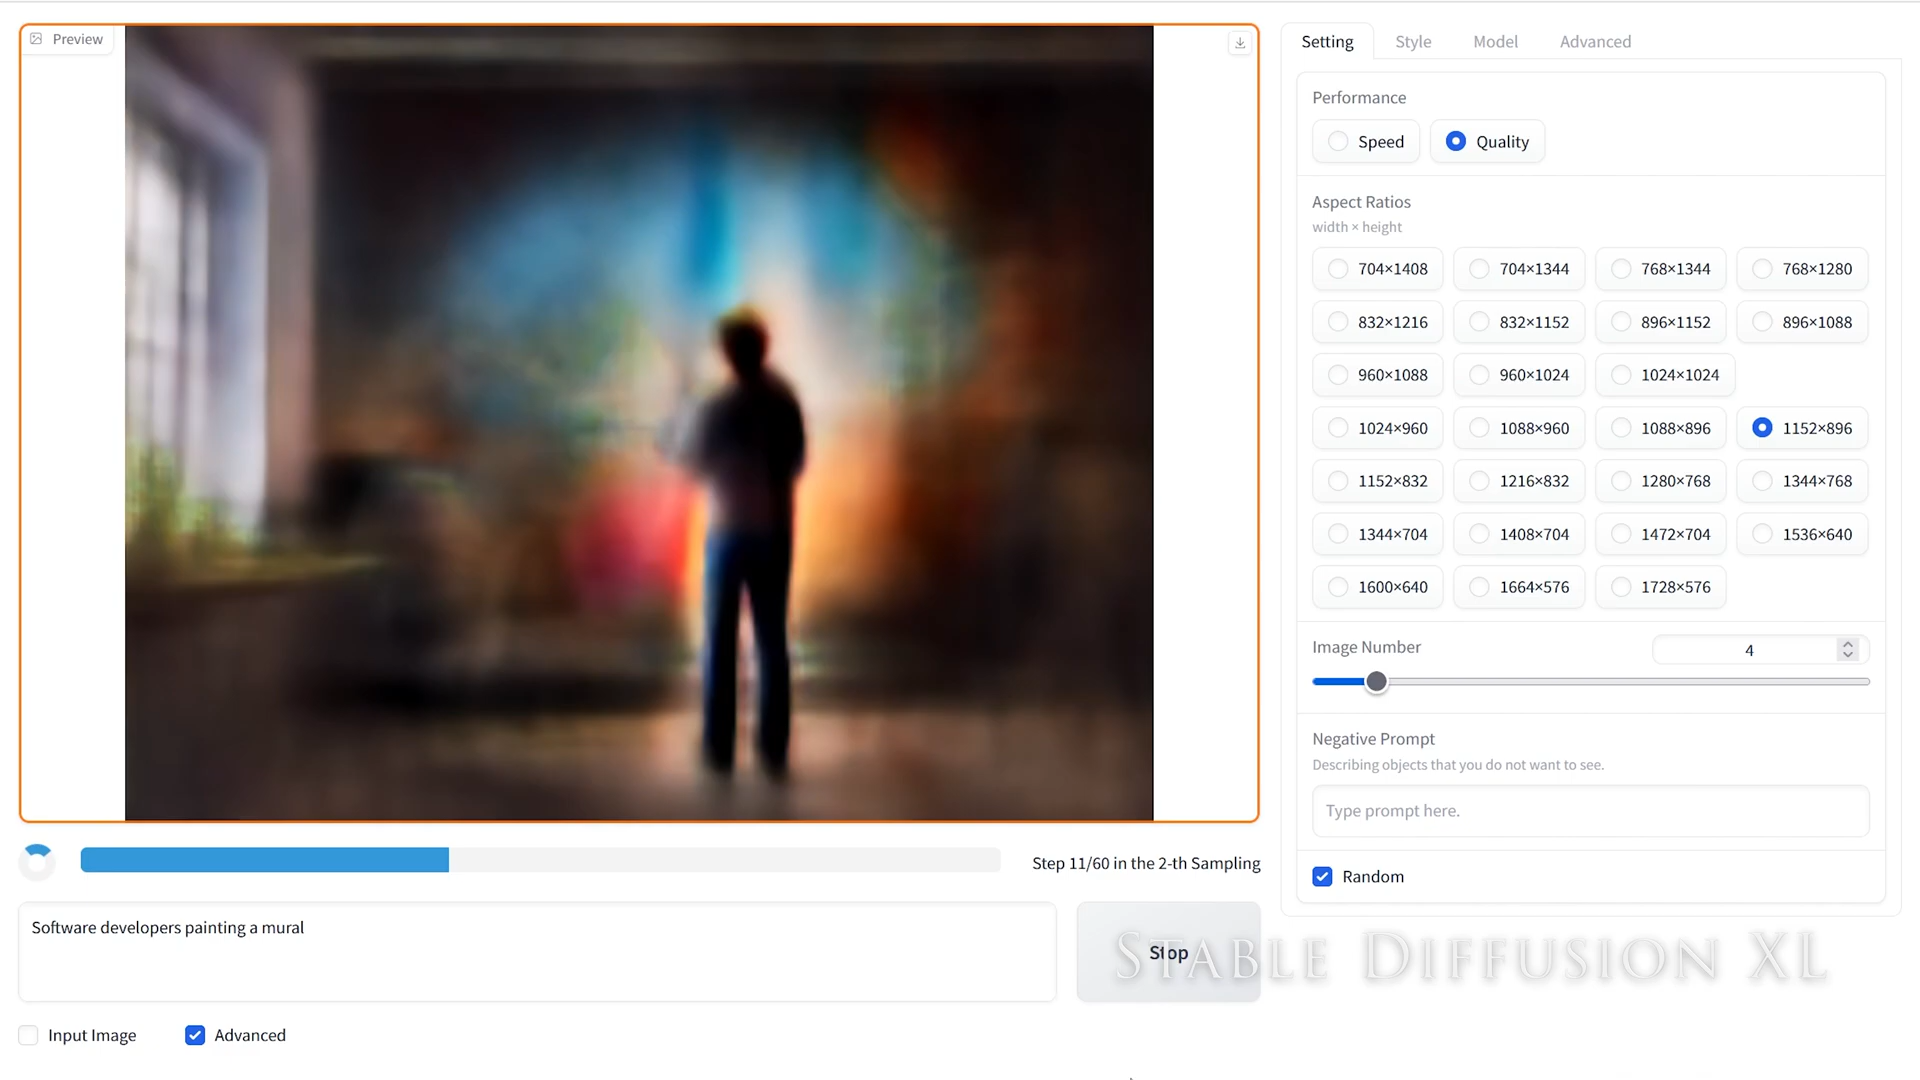 Preview
Setting
Style
Model
Advanced
Performance
Speed
Quality
Aspect Ratios
width × height
704×1408
704×1344
768×1344
768×1280
832×1216
832×1152
896×1152
896×1088
960×1088
960×1024
1024×1024
1024×960
1088×960
1088×896
1152×896
1152×832
1216×832
1280×768
1344×768
1344×704
1408×704
1472×704
1536×640
1600×640
1664×576
1728×576
Image Number
4
Negative Prompt
Describing objects that you do not want to see.
Type prompt here.
Random
Step 11/60 in the 2-th Sampling
Software developers painting a mural
Stop
STABLE DIFFUSION XL
Input Image
Advanced